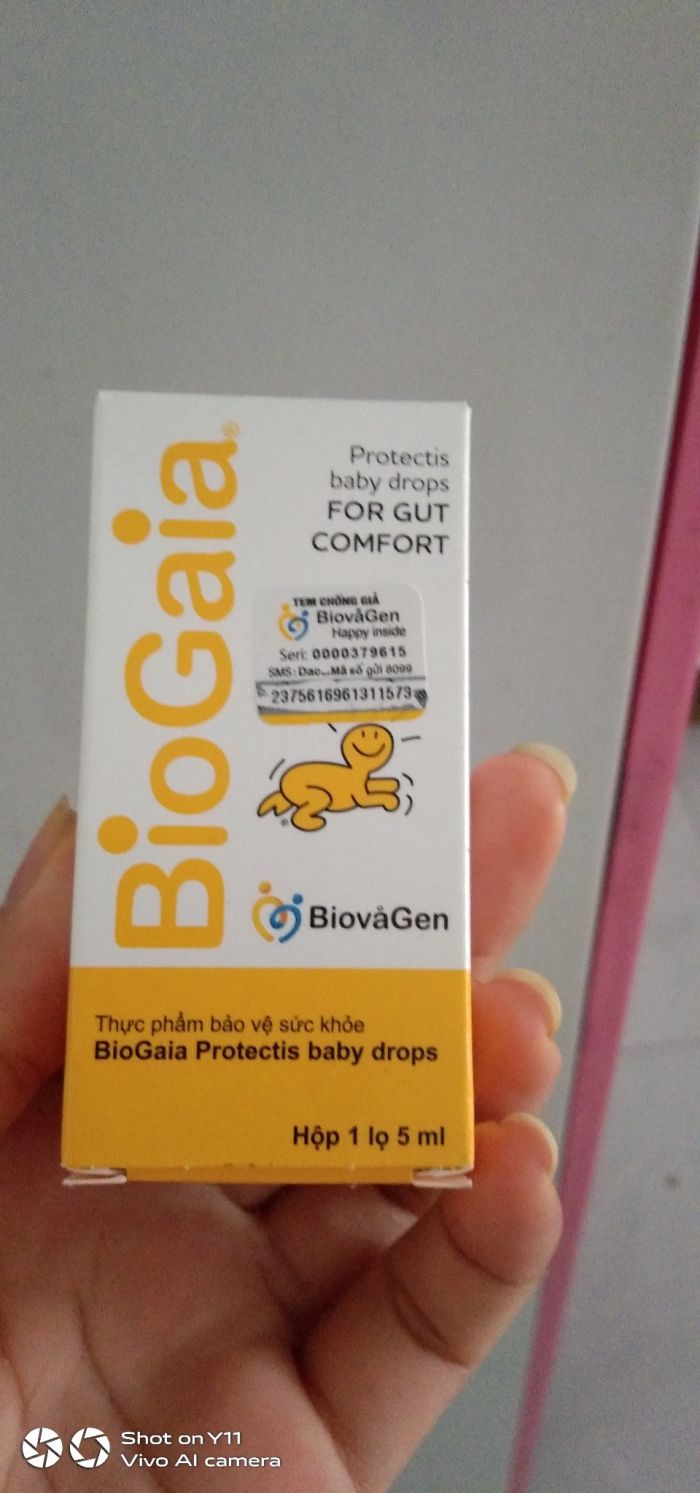 BioGaia®
Protectis
baby drops
FOR GUT
COMFORT
TEM CHỐNG GIẢ
BiovåGen
Happy inside
Seri: 0000379615
SMS: Dac...Mã số gửi 8099
2375616961311573
BiovåGen
Thực phẩm bảo vệ sức khỏe
BioGaia Protectis baby drops
Hộp 1 lọ 5 ml
Shot on Y11
Vivo AI camera